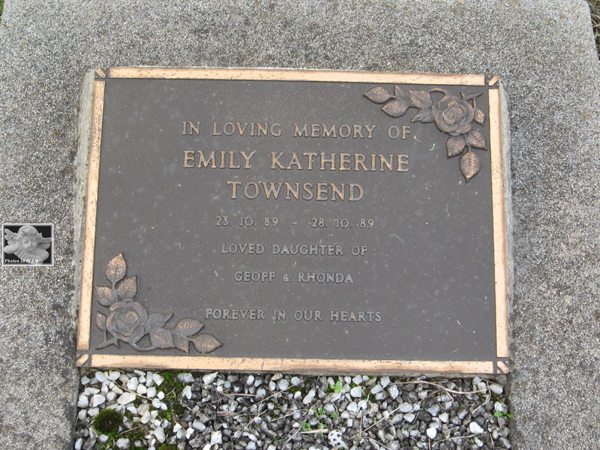 IN LOVING MEMORY OF
EMILY KATHERINE
TOWNSEND
23. 10. 89 - 28. 10. 89
LOVED DAUGHTER OF
GEOFF & RHONDA
FOREVER IN OUR HEARTS